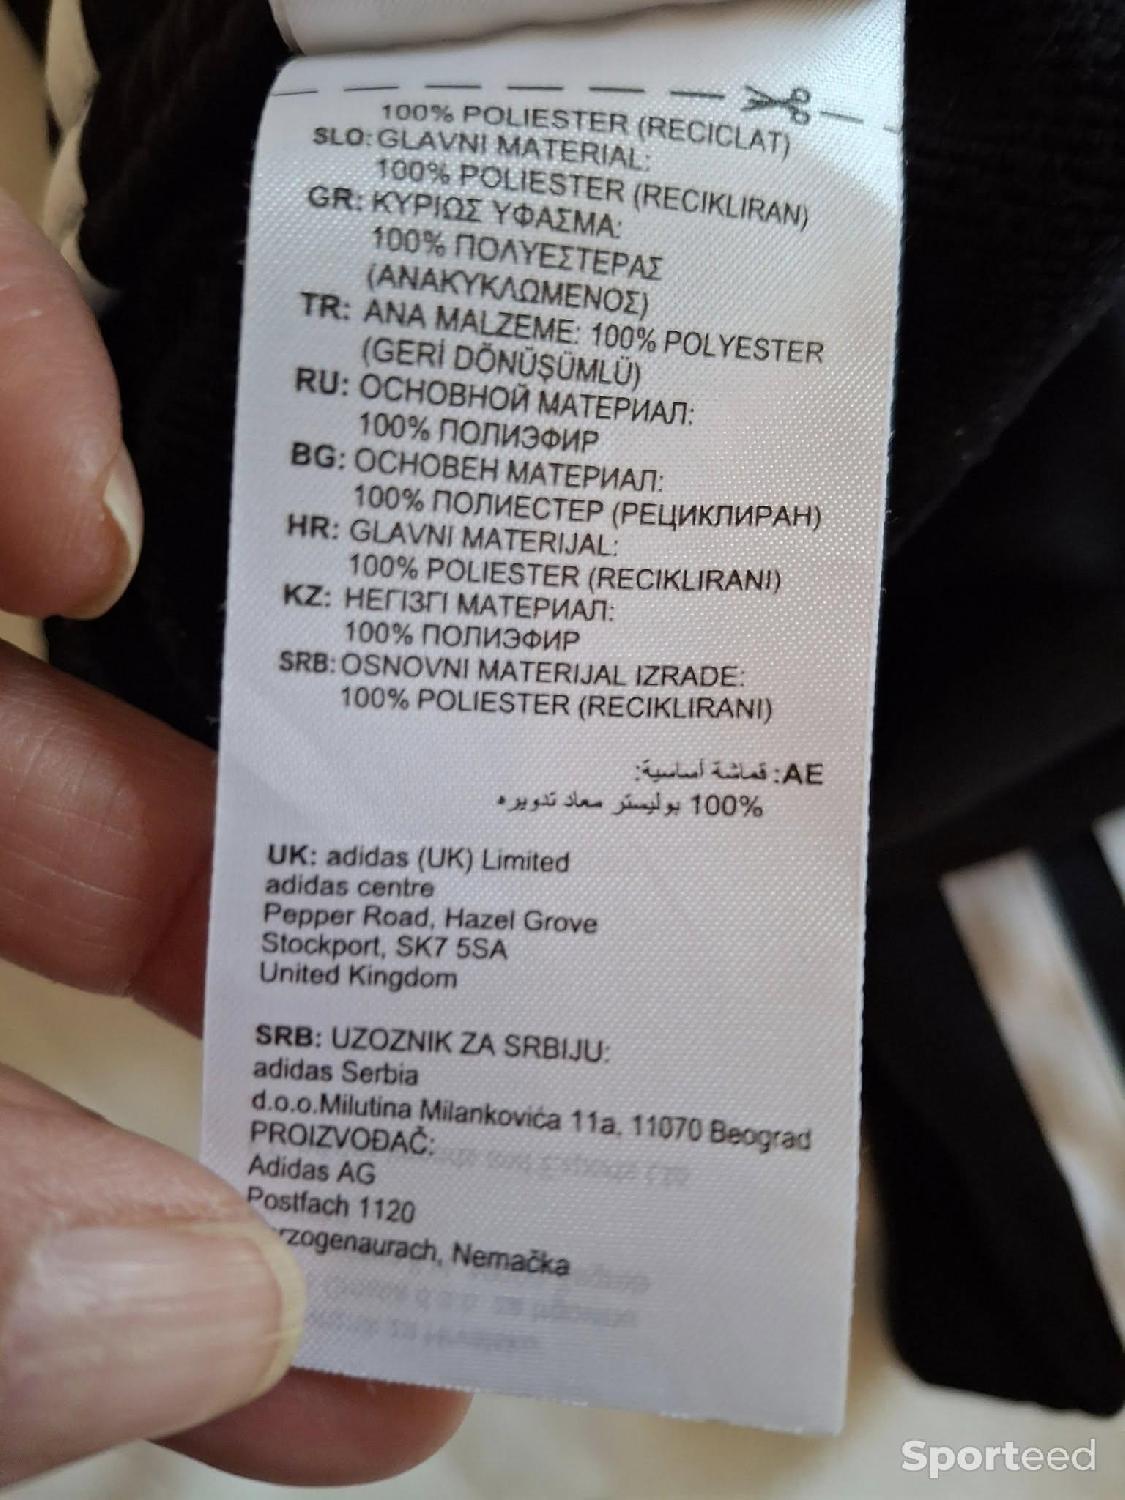 100% POLIESTER (RECICLAT)
SLO: GLAVNI MATERIAL:
100% POLIESTER (RECIKLIRAN)
GR: ΚΥΡΙΩΣ ΥΦΑΣΜΑ:
100% ΠΟΛΥΕΣΤΕΡΑΣ
(ΑΝΑΚΥΚΛΩΜΕΝΟΣ)
TR: ANA MALZEME: 100% POLYESTER
(GERİ DÖNÜŞÜMLÜ)
RU: ОСНОВНОЙ МАТЕРИАЛ:
100% ПОЛИЭФИР
BG: ОСНОВЕН МАТЕРИАЛ:
100% ПОЛИЕСТЕР (РЕЦИКЛИРАН)
HR: GLAVNI MATERIJAL:
100% POLIESTER (RECIKLIRANI)
KZ: НЕГІЗГІ МАТЕРИАЛ:
100% ПОЛИЭФИР
SRB: OSNOVNI MATERIJAL IZRADE:
100% POLIESTER (RECIKLIRANI)
AE: قماشة أساسية:
100% بوليستر معاد تدويره
UK: adidas (UK) Limited
adidas centre
Pepper Road, Hazel Grove
Stockport, SK7 5SA
United Kingdom
SRB: UZOZNIK ZA SRBIJU:
adidas Serbia
d.o.o.Milutina Milankovića 11a, 11070 Beograd
PROIZVOĐAČ:
Adidas AG
Postfach 1120
rzogenaurach, Nemačka
Sporteed